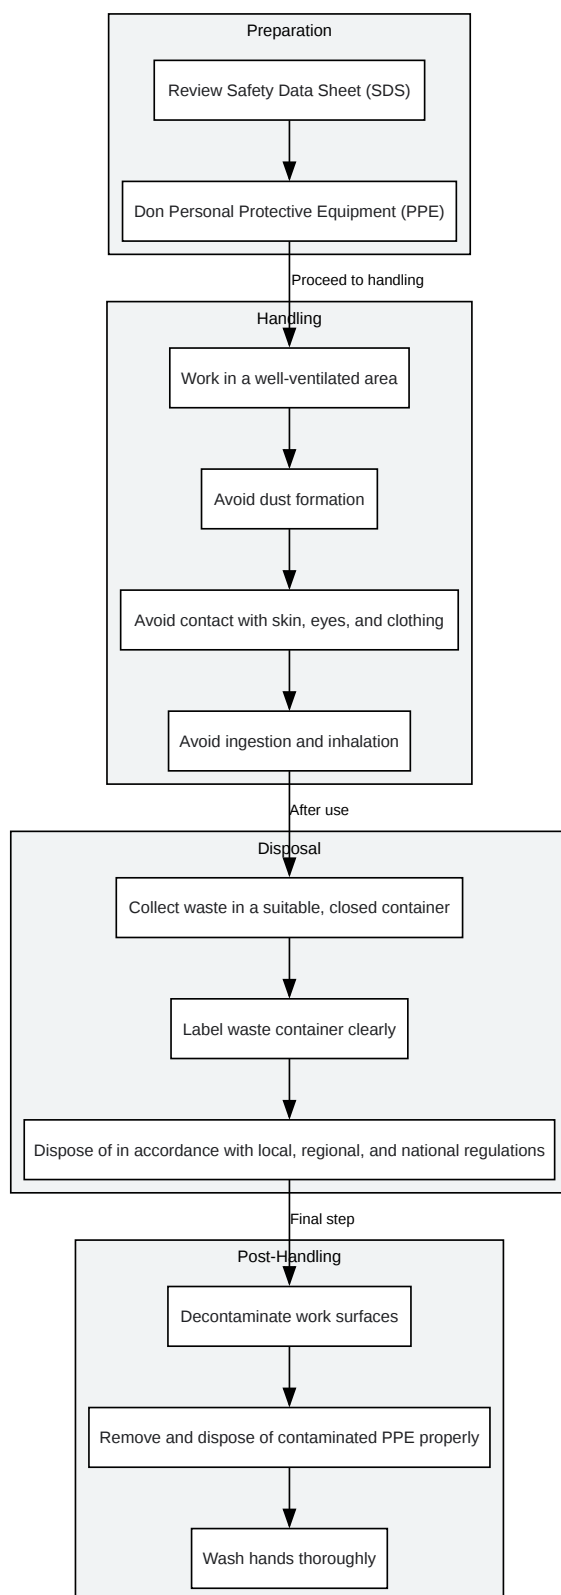 Preparation
Review Safety Data Sheet (SDS)
Don Personal Protective Equipment (PPE)
Proceed to handling
Handling
Work in a well-ventilated area
Avoid dust formation
Avoid contact with skin, eyes, and clothing
Avoid ingestion and inhalation
After use
Disposal
Collect waste in a suitable, closed container
Label waste container clearly
Dispose of in accordance with local, regional, and national regulations
Final step
Post-Handling
Decontaminate work surfaces
Remove and dispose of contaminated PPE properly
Wash hands thoroughly